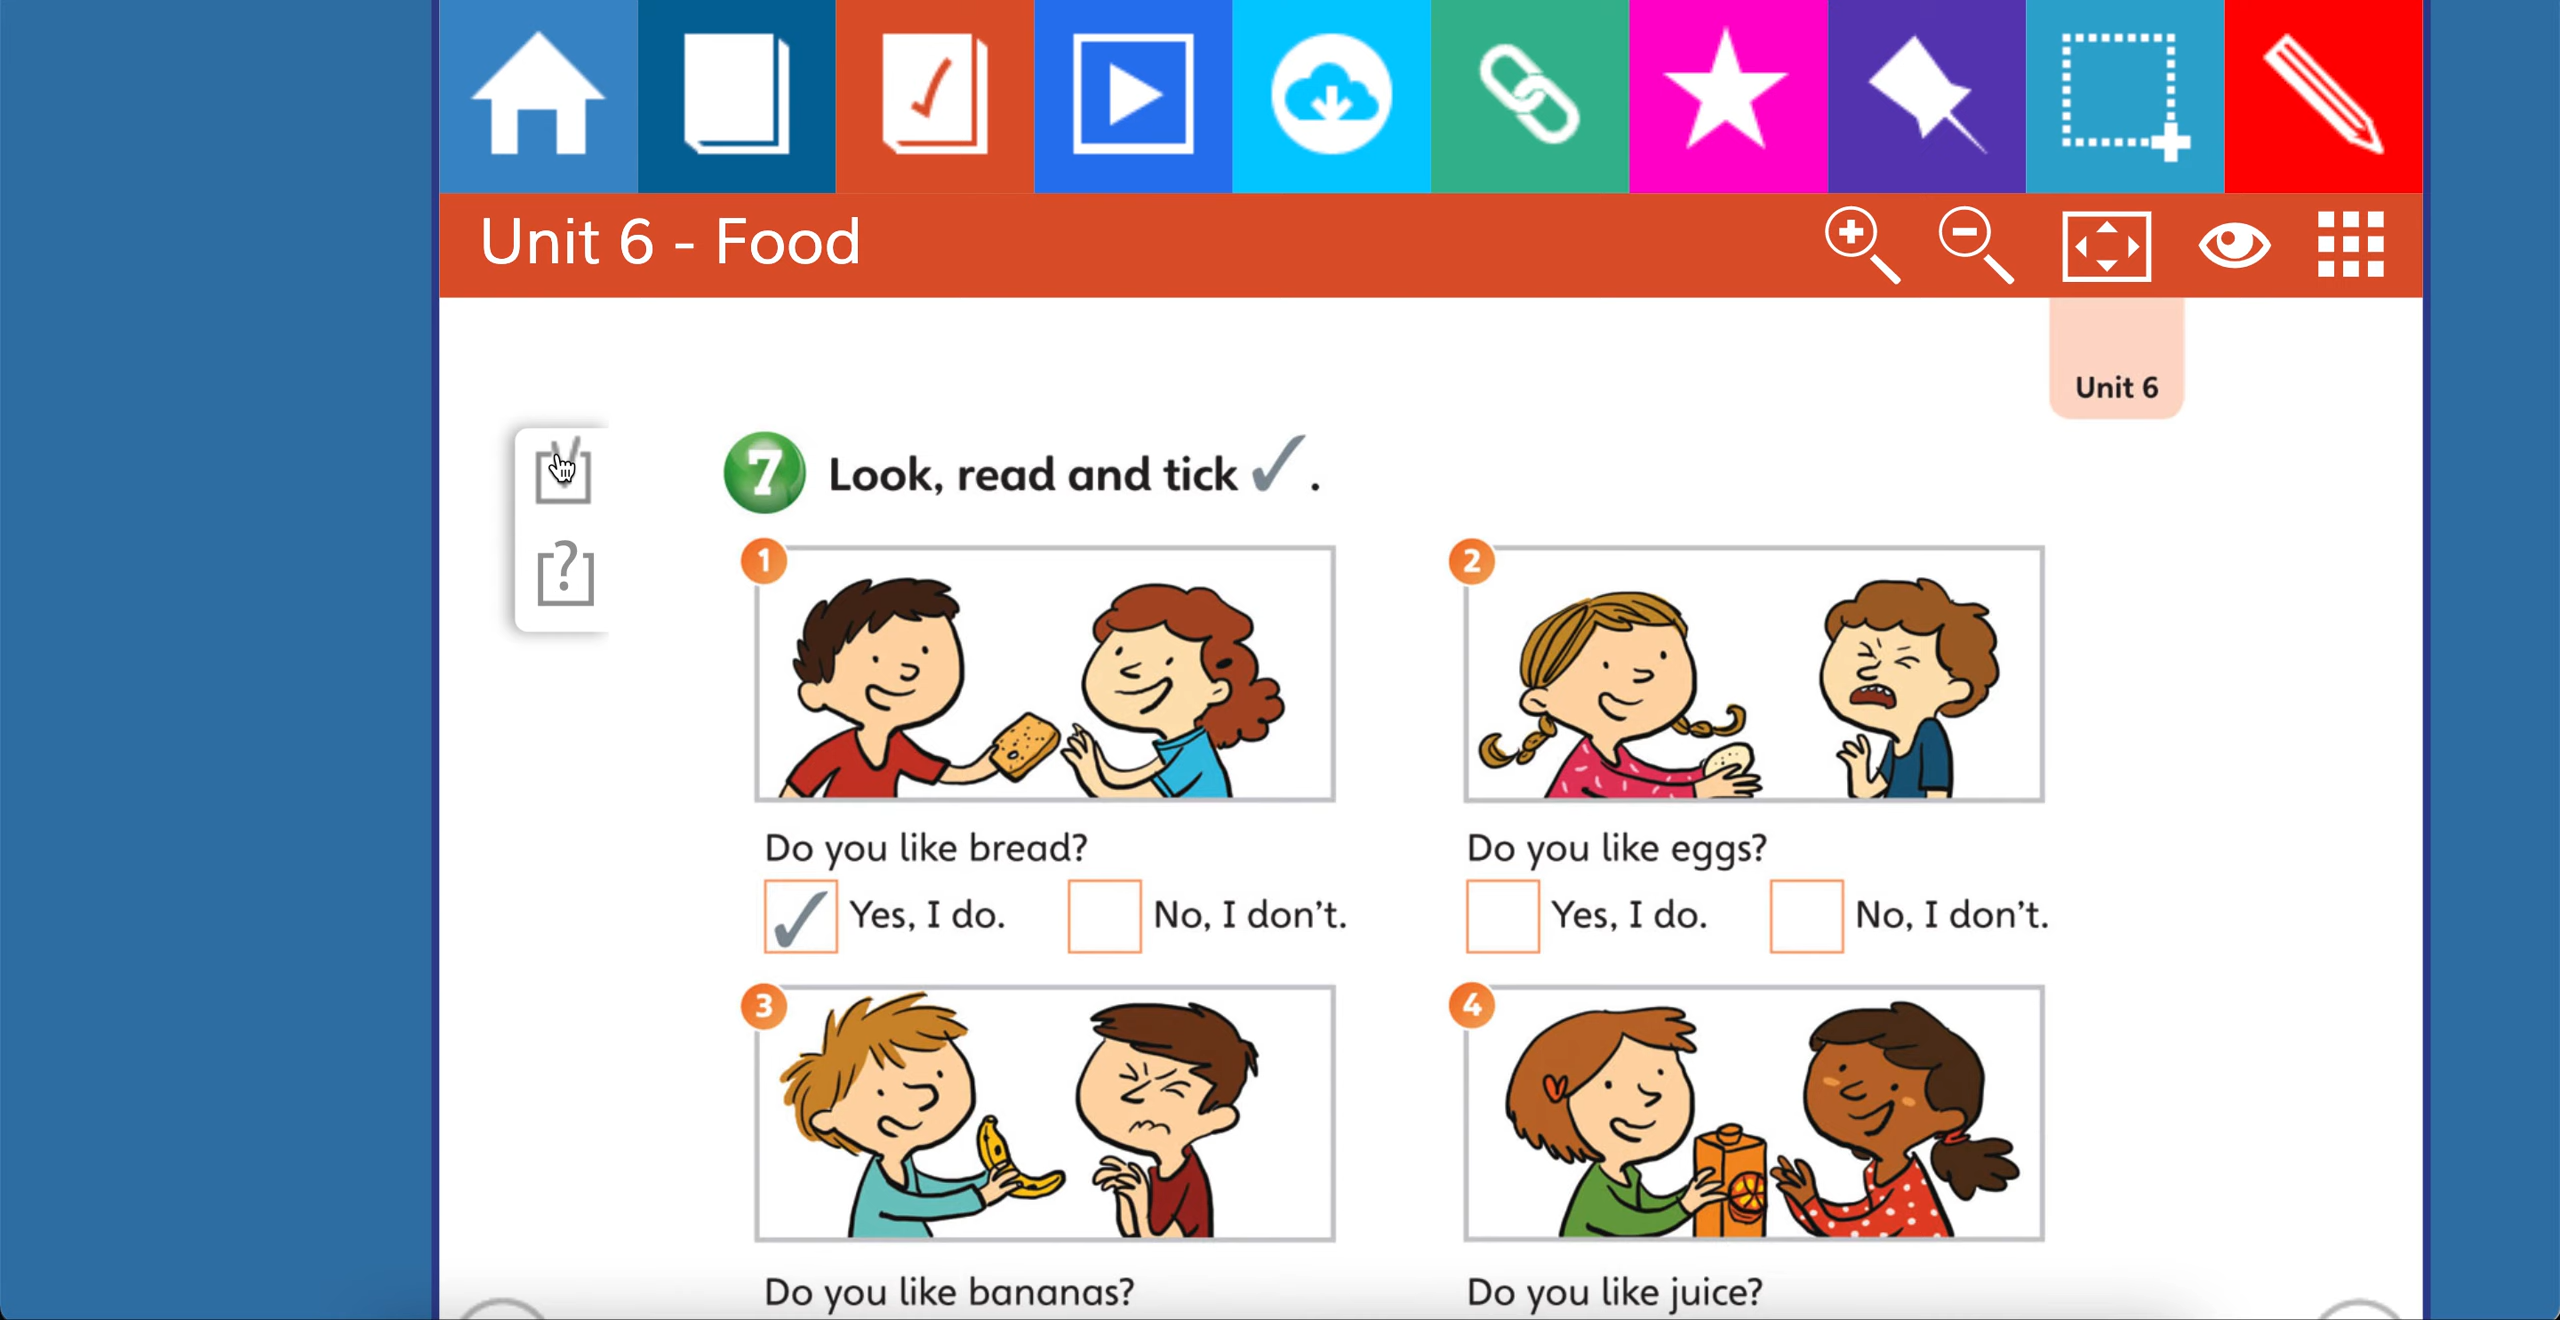 Unit 6 - Food
Unit 6
7 Look, read and tick ✓.
1
2
Do you like bread?
Do you like eggs?
✓ Yes, I do. No, I don't.
Yes, I do. No, I don't.
3
4
Do you like bananas?
Do you like juice?